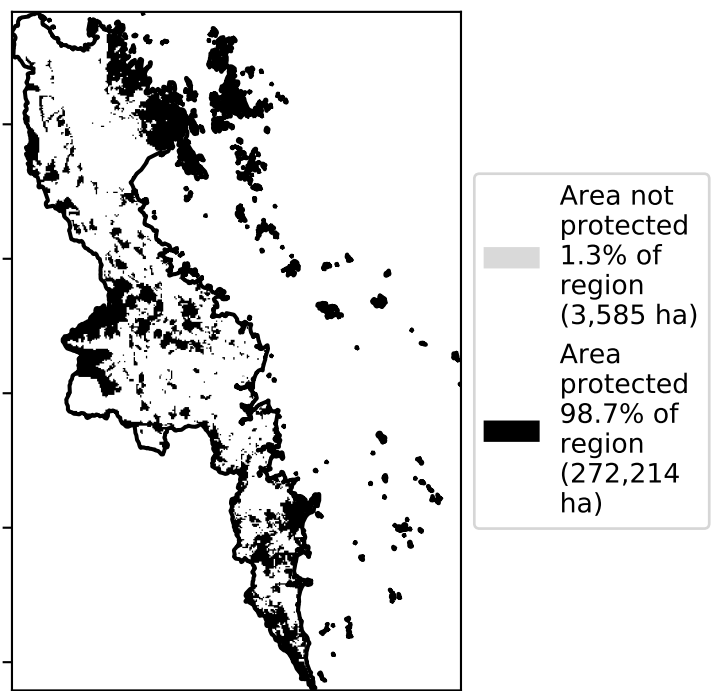 Area not
protected
1.3% of
region
(3,585 ha)
Area
protected
98.7% of
region
(272,214
ha)